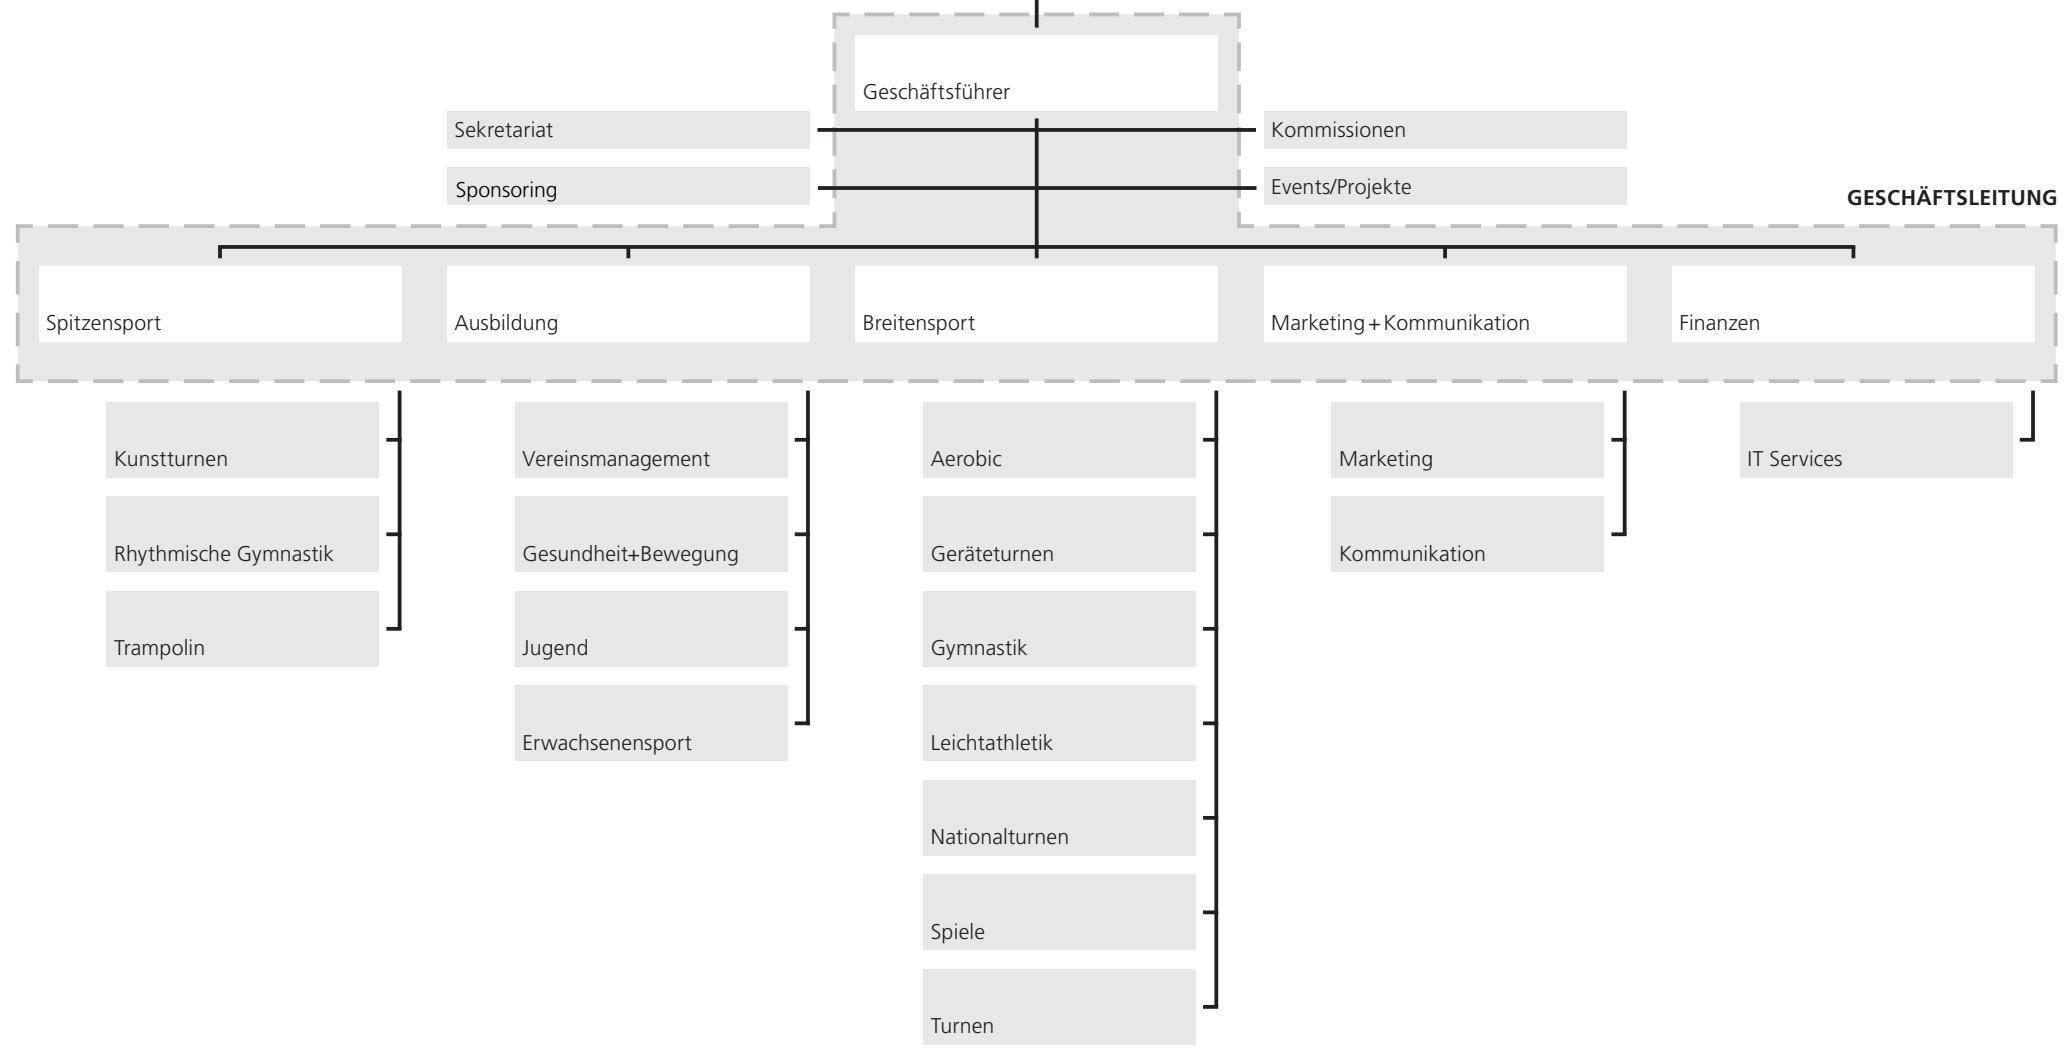 Geschäftsführer
Sekretariat
Kommissionen
Sponsoring
Events/Projekte
GESCHÄFTSLEITUNG
Spitzensport
Ausbildung
Breitensport
Marketing+Kommunikation
Finanzen
Kunstturnen
Vereinsmanagement
Aerobic
Marketing
IT Services
Rhythmische Gymnastik
Gesundheit+Bewegung
Geräteturnen
Kommunikation
Trampolin
Jugend
Gymnastik
Erwachsenensport
Leichtathletik
Nationalturnen
Spiele
Turnen